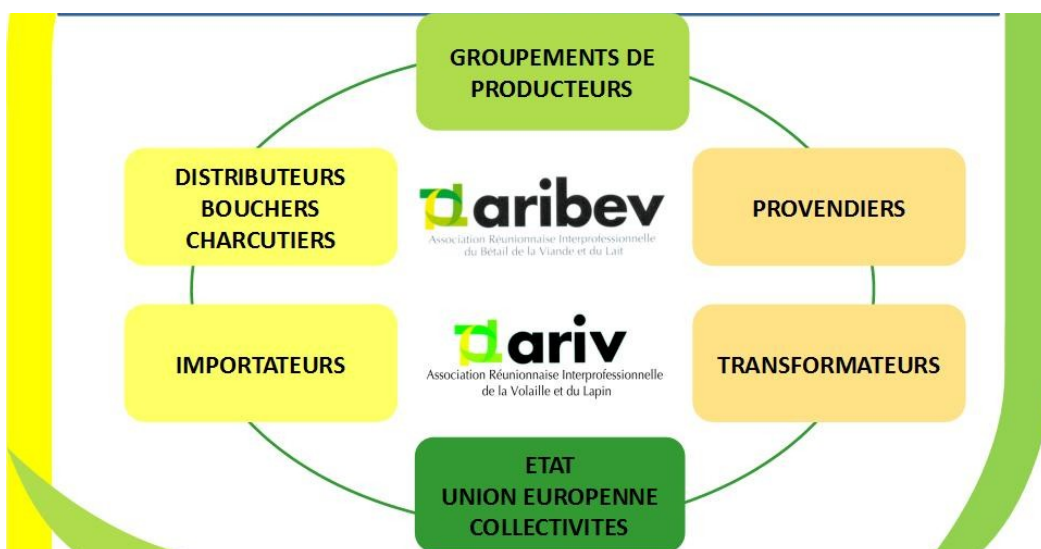 GROUPEMENTS DE
PRODUCTEURS
DISTRIBUTEURS
BOUCHERS
CHARCUTIERS
aribev
Association Réunionnaise Interprofessionnelle
du Bétail de la Viande et du Lait
PROVENDIERS
IMPORTATEURS
ariv
Association Réunionnaise Interprofessionnelle
de la Volaille et du Lapin
TRANSFORMATEURS
ETAT
UNION EUROPENNE
COLLECTIVITES